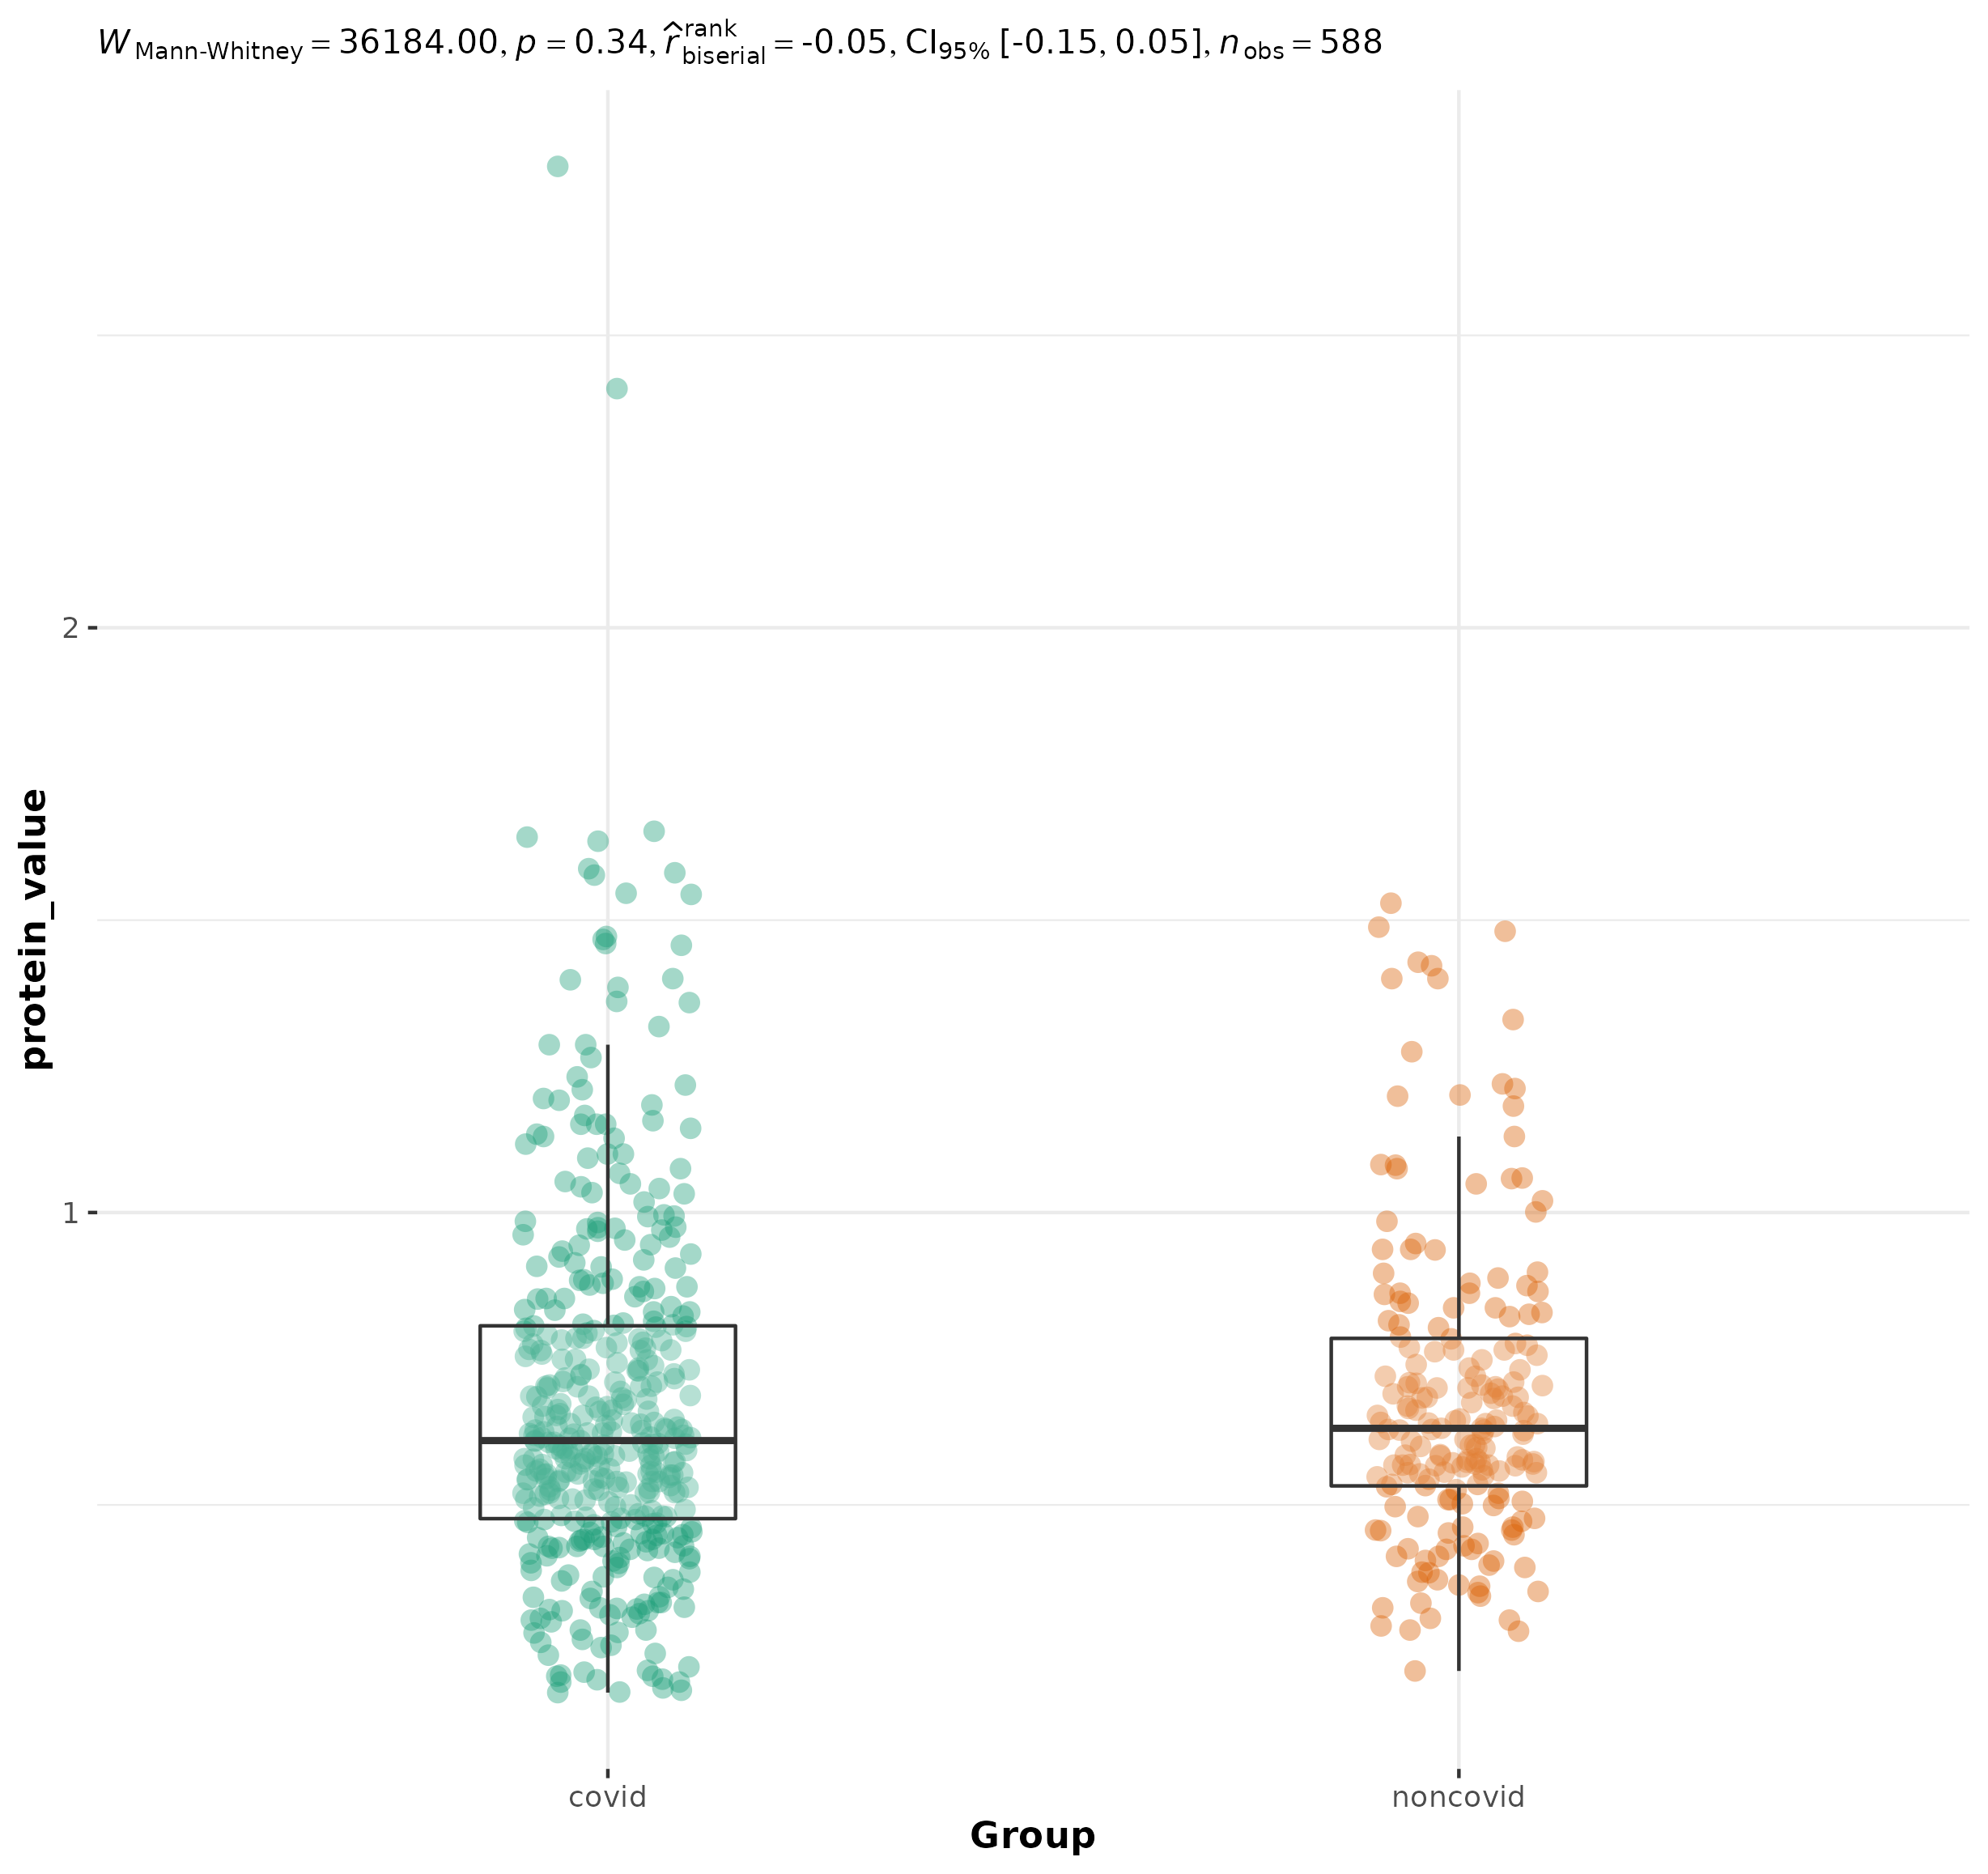 W Mann-Whitney = 36184.00, p = 0.34, r̂ rank biserial = -0.05, CI95% [-0.15, 0.05], n obs = 588
protein_value
2
1
covid noncovid
Group